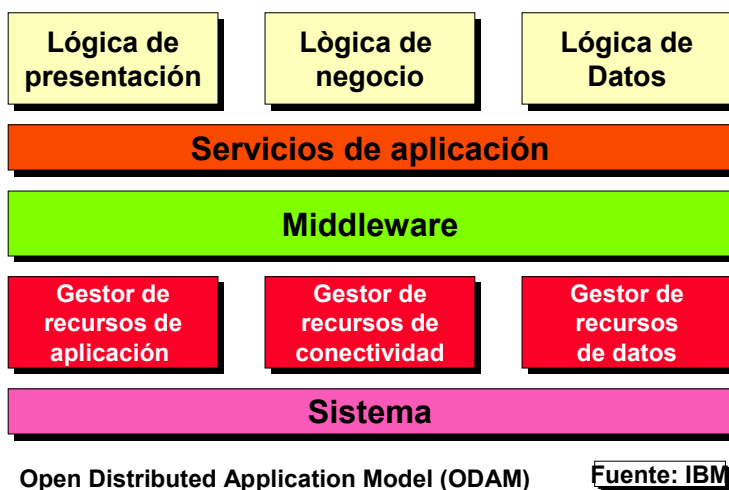 Lógica de
presentación
Lògica de
negocio
Lógica de
Datos
Servicios de aplicación
Middleware
Gestor de
recursos de
aplicación
Gestor de
recursos de
conectividad
Gestor de
recursos
de datos
Sistema
Open Distributed Application Model (ODAM)
Fuente: IBM